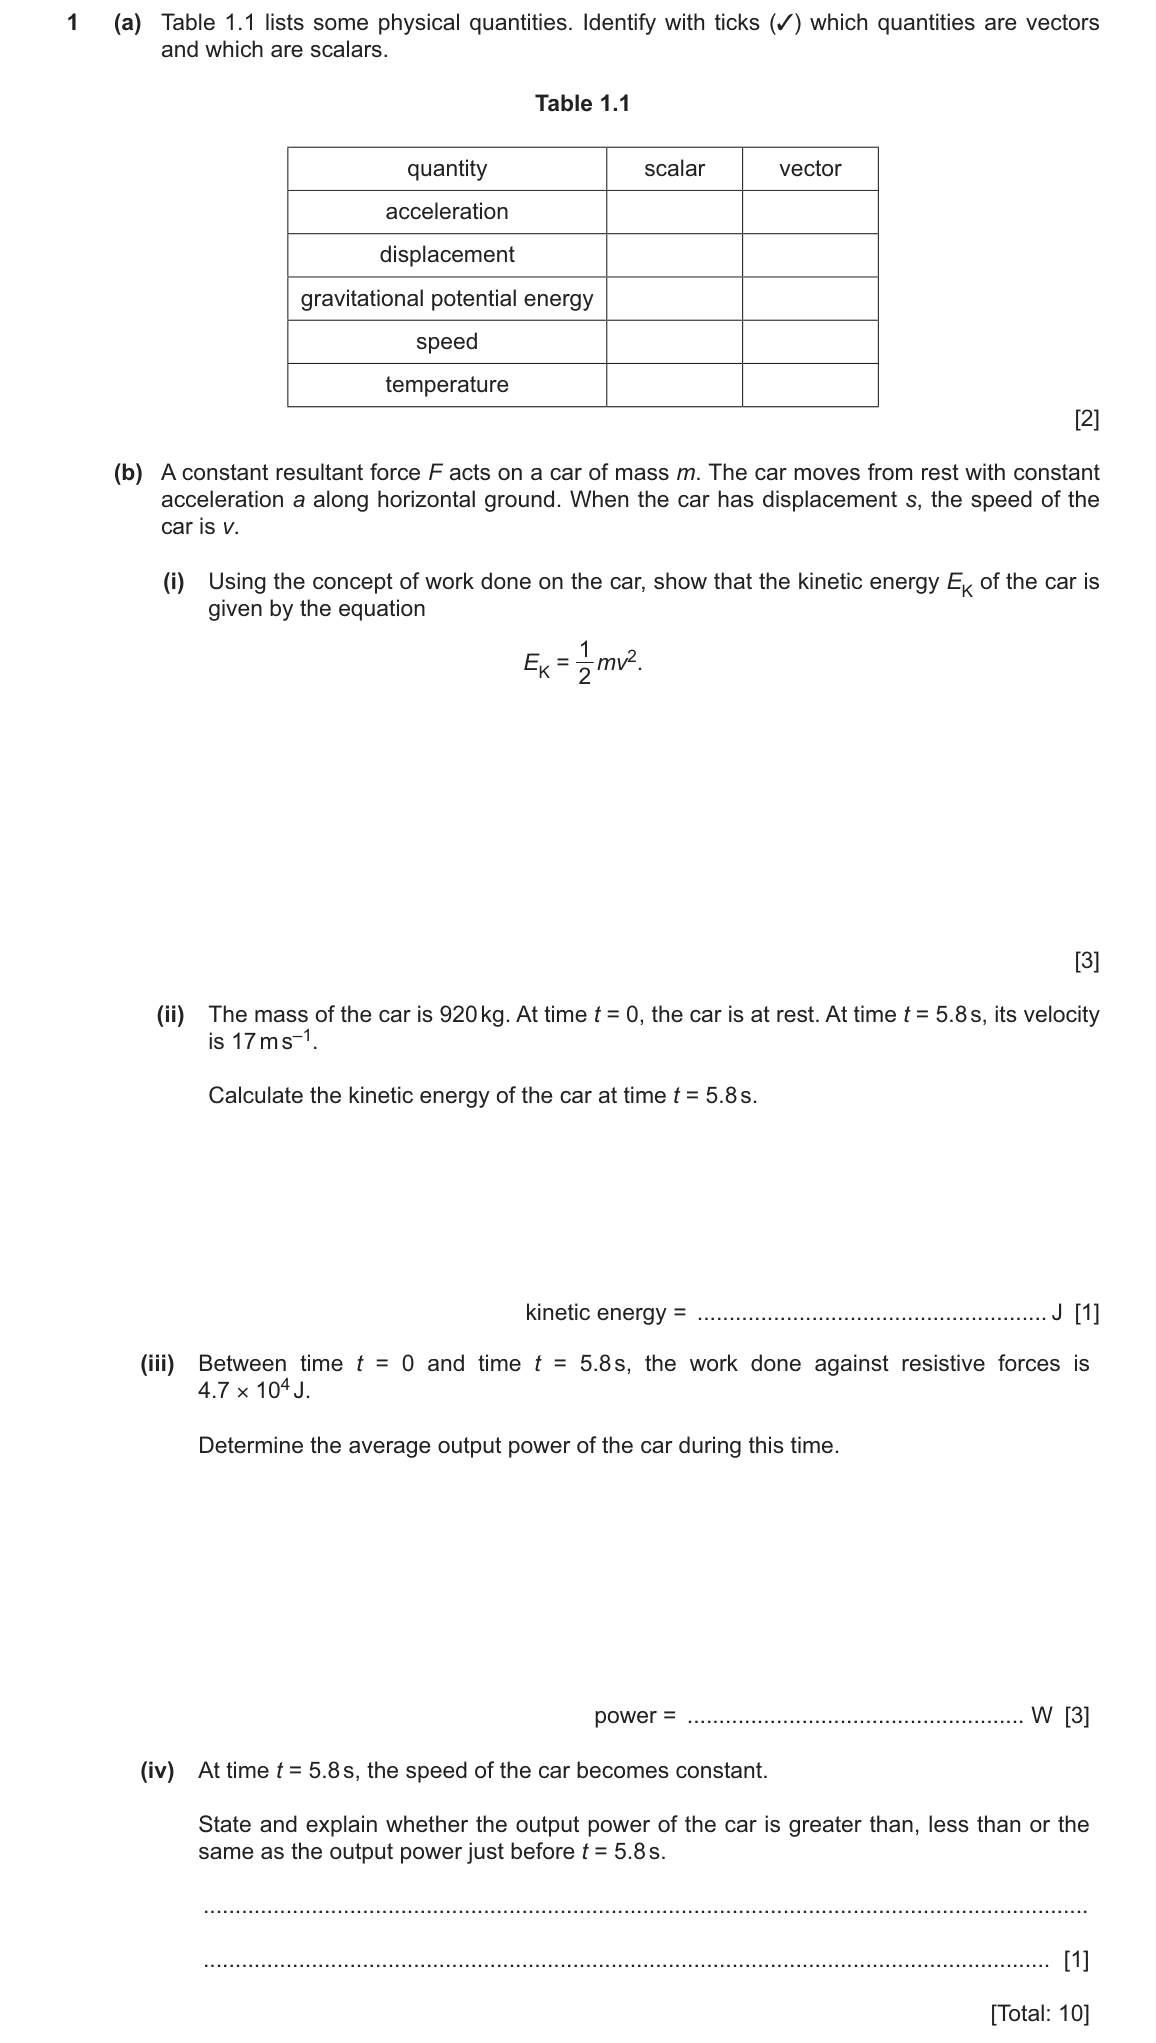 1 (a) Table 1.1 lists some physical quantities. Identify with ticks (✓) which quantities are vectors
and which are scalars.
Table 1.1
quantity scalar vector
acceleration
displacement
gravitational potential energy
speed
temperature
[2]
(b) A constant resultant force F acts on a car of mass m. The car moves from rest with constant
acceleration a along horizontal ground. When the car has displacement s, the speed of the
car is v.
(i) Using the concept of work done on the car, show that the kinetic energy E_K of the car is
given by the equation
E_K = 1/2 mv².
[3]
(ii) The mass of the car is 920 kg. At time t = 0, the car is at rest. At time t = 5.8 s, its velocity
is 17 m s⁻¹.
Calculate the kinetic energy of the car at time t = 5.8 s.
kinetic energy = ...................................................... J [1]
(iii) Between time t = 0 and time t = 5.8 s, the work done against resistive forces is
4.7 × 10⁴ J.
Determine the average output power of the car during this time.
power = .................................................... W [3]
(iv) At time t = 5.8 s, the speed of the car becomes constant.
State and explain whether the output power of the car is greater than, less than or the
same as the output power just before t = 5.8 s.
..........................................................................................................................................
.................................................................................................................................... [1]
[Total: 10]